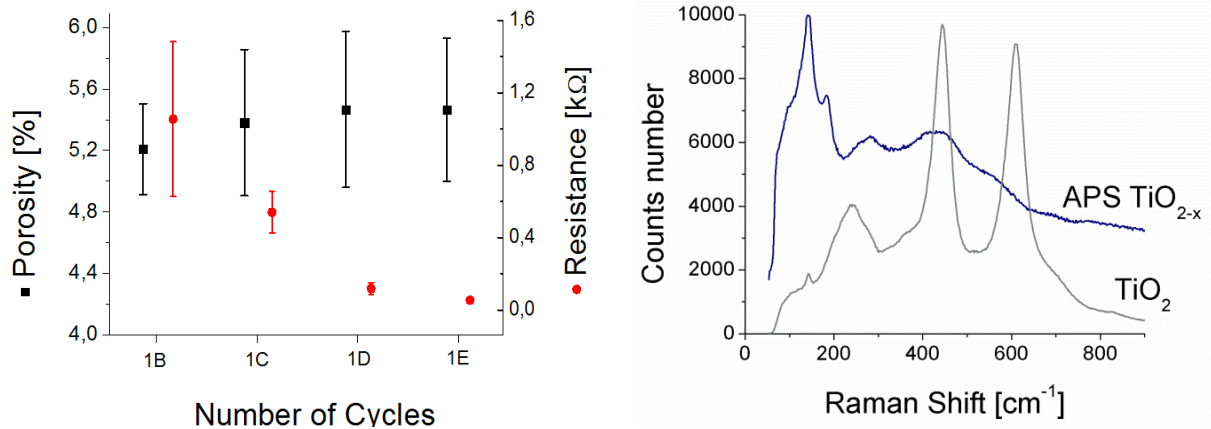 6,0
5,6
5,2
4,8
4,4
4,0
Porosity [%]
1,6
1,2
0,8
0,4
0,0
Resistance [kΩ]
1B 1C 1D 1E
Number of Cycles
10000
8000
6000
4000
2000
0
Counts number
APS TiO2-x
TiO2
0 200 400 600 800
Raman Shift [cm-1]